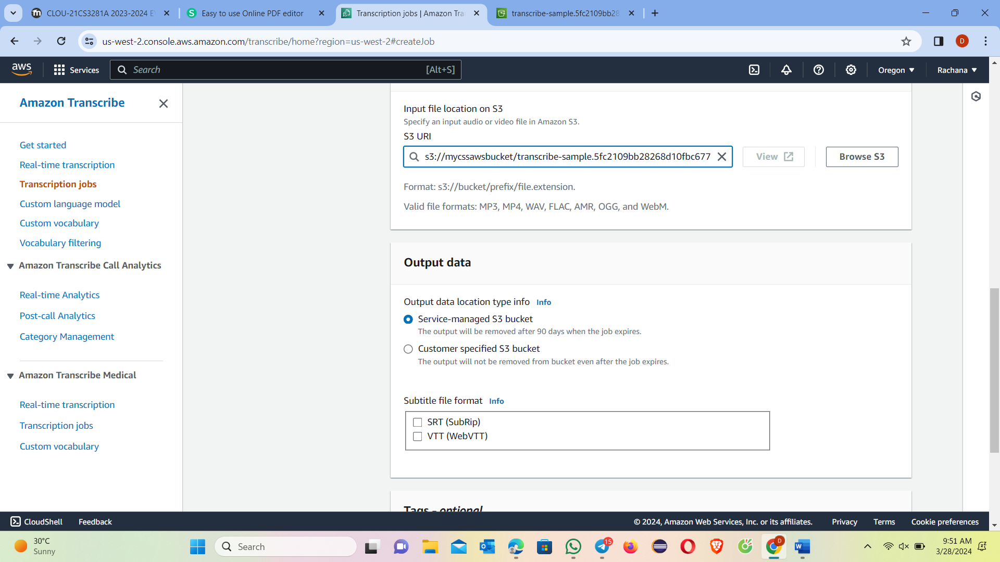 CLOU-21CS3281A 2023-2024 E
Easy to use Online PDF editor
Transcription jobs | Amazon Tra
transcribe-sample.5fc2109bb28
us-west-2.console.aws.amazon.com/transcribe/home?region=us-west-2#createJob
D
aws
Services
Search
[Alt+S]
Oregon
Rachana
Amazon Transcribe
Get started
Real-time transcription
Transcription jobs
Custom language model
Custom vocabulary
Vocabulary filtering
Amazon Transcribe Call Analytics
Real-time Analytics
Post-call Analytics
Category Management
Amazon Transcribe Medical
Real-time transcription
Transcription jobs
Custom vocabulary
Input file location on S3
Specify an input audio or video file in Amazon S3.
S3 URI
s3://mycssawsbucket/transcribe-sample.5fc2109bb28268d10fbc677
View
Browse S3
Format: s3://bucket/prefix/file.extension.
Valid file formats: MP3, MP4, WAV, FLAC, AMR, OGG, and WebM.
Output data
Output data location type info Info
Service-managed S3 bucket
The output will be removed after 90 days when the job expires.
Customer specified S3 bucket
The output will not be removed from bucket even after the job expires.
Subtitle file format Info
SRT (SubRip)
VTT (WebVTT)
Tags - optional
CloudShell
Feedback
© 2024, Amazon Web Services, Inc. or its affiliates.
Privacy
Terms
Cookie preferences
30°C
Sunny
Search
15
D
9:51 AM
3/28/2024